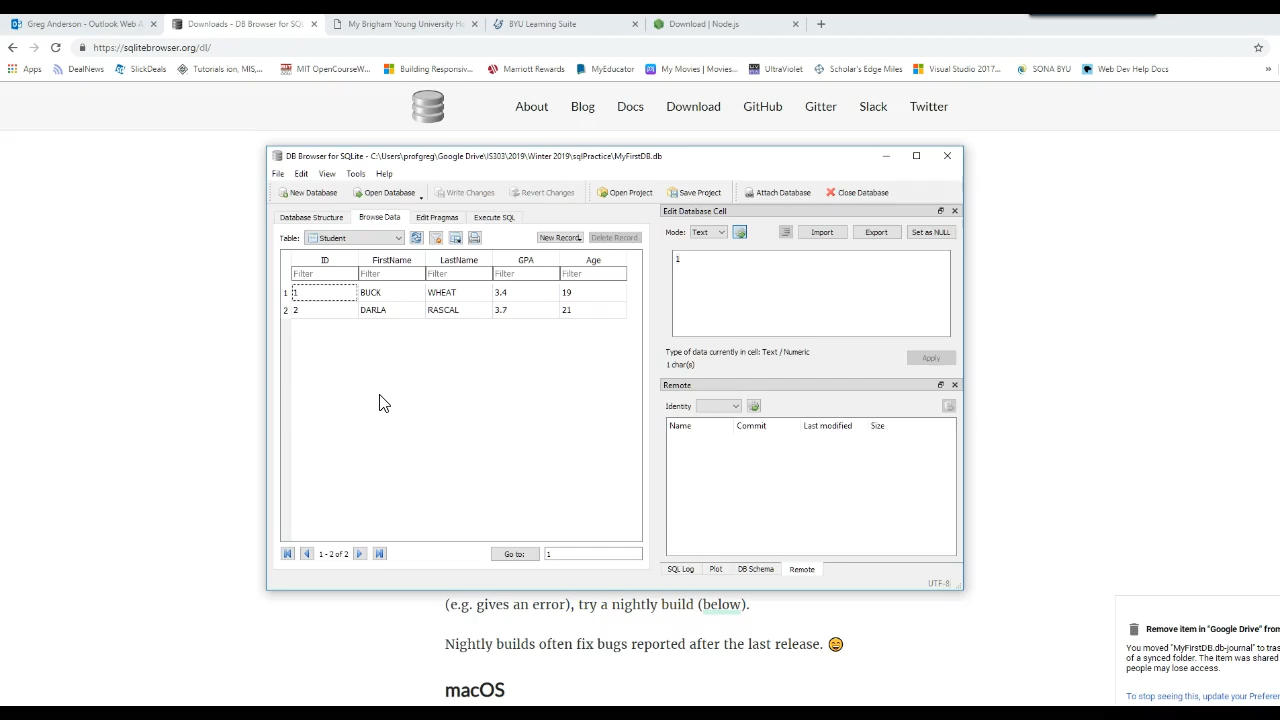 Greg Anderson - Outlook Web A
Downloads - DB Browser for SQL
My Brigham Young University Ho
BYU Learning Suite
Download | Node.js
https://sqlitebrowser.org/dl/
Apps DealNews SlickDeals Tutorials ion, MIS,... MIT OpenCourseW... Building Responsiv... Marriott Rewards MyEducator My Movies | Movies... UltraViolet Scholar's Edge Miles Visual Studio 2017... SONA BYU Web Dev Help Docs »
About Blog Docs Download GitHub Gitter Slack Twitter
DB Browser for SQLite - C:\Users\profgreg\Google Drive\IS303\2019\Winter 2019\sqlPractice\MyFirstDB.db
File Edit View Tools Help
New Database Open Database Write Changes Revert Changes Open Project Save Project Attach Database Close Database
Database Structure Browse Data Edit Pragmas Execute SQL
Table: Student New Record Delete Record
ID FirstName LastName GPA Age
Filter Filter Filter Filter Filter
1 1 BUCK WHEAT 3.4 19
2 2 DARLA RASCAL 3.7 21
1 - 2 of 2 Go to: 1
Edit Database Cell
Mode: Text Import Export Set as NULL
1
Type of data currently in cell: Text / Numeric
1 char(s)
Apply
Remote
Identity
Name Commit Last modified Size
SQL Log Plot DB Schema Remote
UTF-8
(e.g. gives an error), try a nightly build (below).
Nightly builds often fix bugs reported after the last release. 😄
macOS
Remove item in "Google Drive" from
You moved "MyFirstDB.db-journal" to tras
of a synced folder. The item was shared
people may lose access.
To stop seeing this, update your Preferen